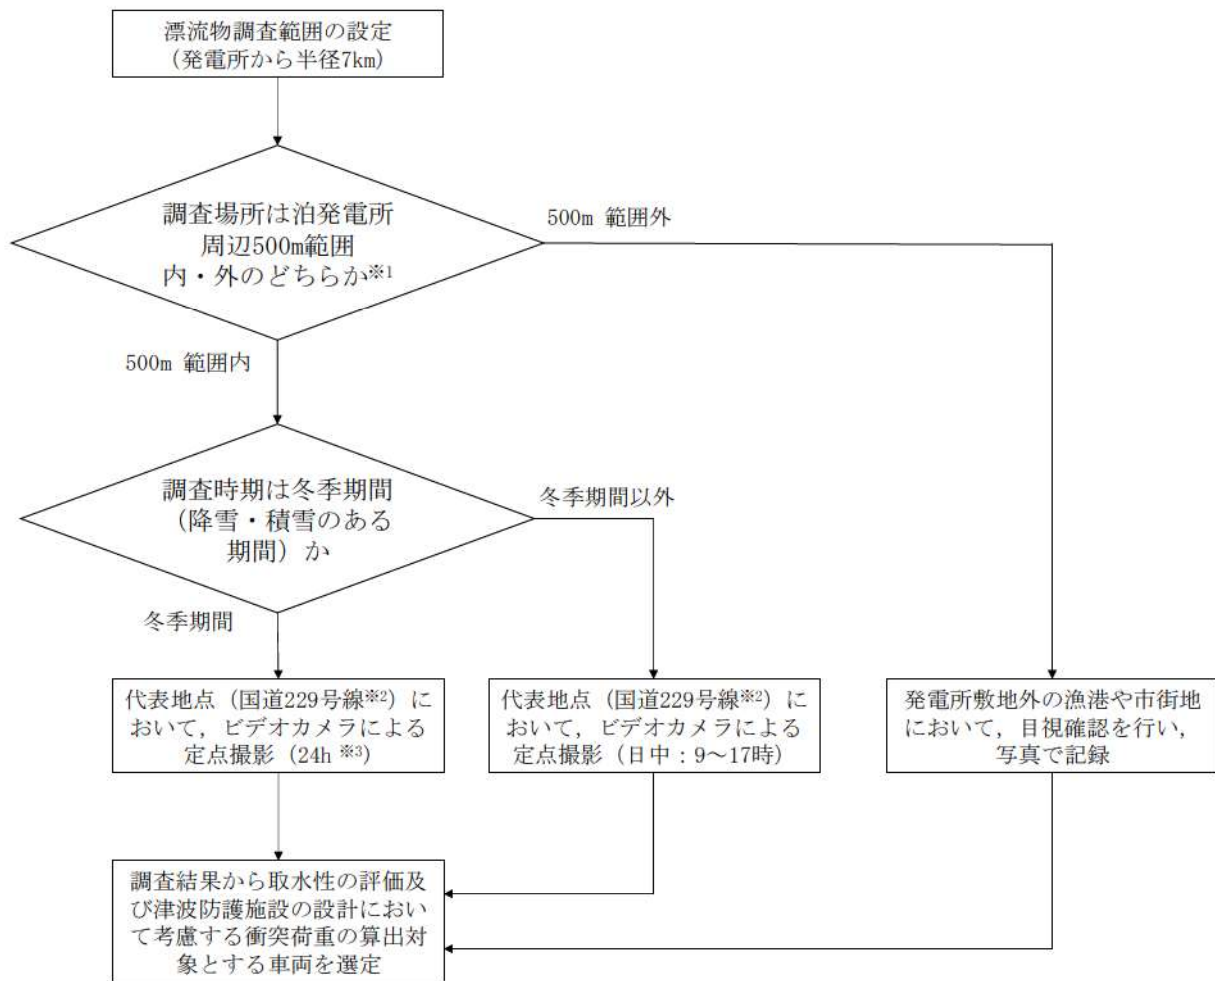 漂流物調査範囲の設定
(発電所から半径7km)
調査場所は泊発電所
周辺500m範囲
内・外のどちらか※1
500m 範囲外
500m 範囲内
調査時期は冬季期間
(降雪・積雪のある
期間)か
冬季期間以外
冬季期間
代表地点(国道229号線※2)に
おいて,ビデオカメラによる
定点撮影(24h ※3)
代表地点(国道229号線※2)に
おいて,ビデオカメラによる
定点撮影(日中:9~17時)
発電所敷地外の漁港や市街地
において,目視確認を行い,
写真で記録
調査結果から取水性の評価及
び津波防護施設の設計におい
て考慮する衝突荷重の算出対
象とする車両を選定